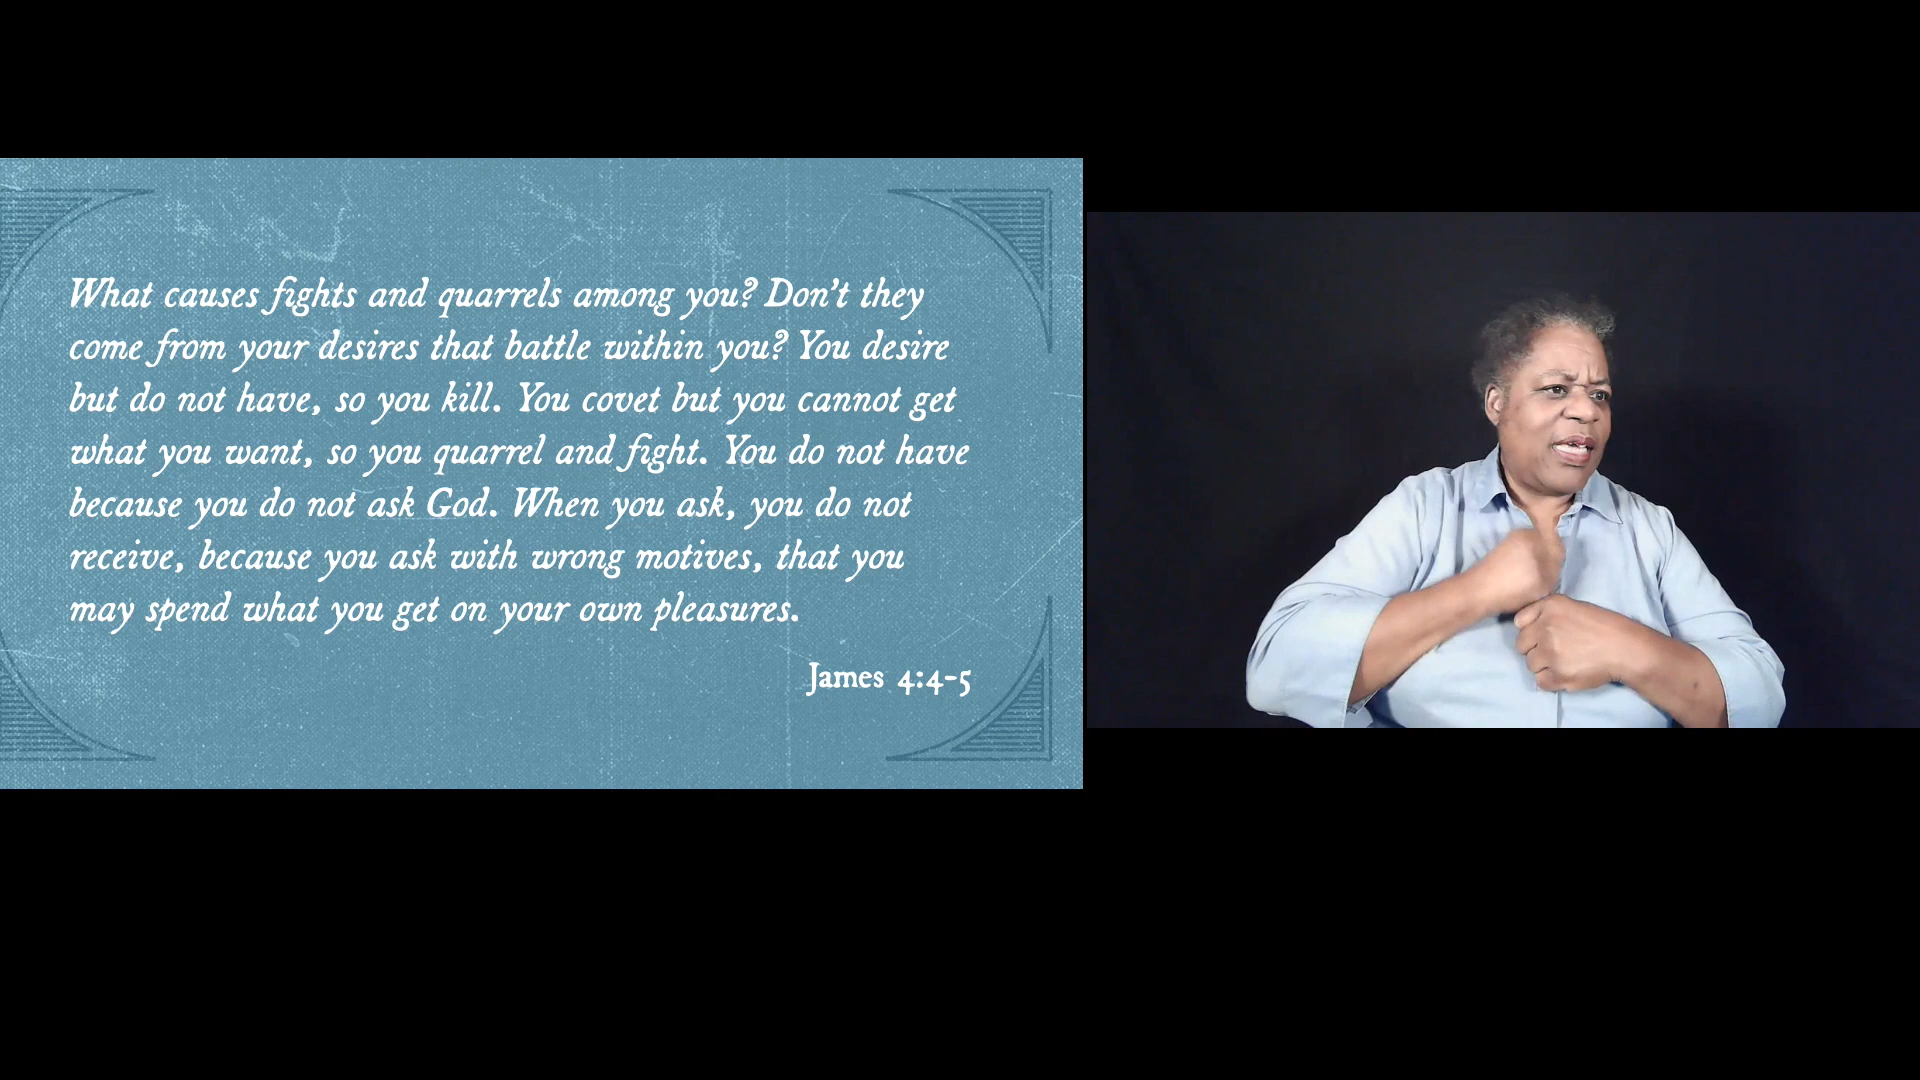 What causes fights and quarrels among you? Don't they
come from your desires that battle within you? You desire
but do not have, so you kill. You covet but you cannot get
what you want, so you quarrel and fight. You do not have
because you do not ask God. When you ask, you do not
receive, because you ask with wrong motives, that you
may spend what you get on your own pleasures.
James 4:4-5